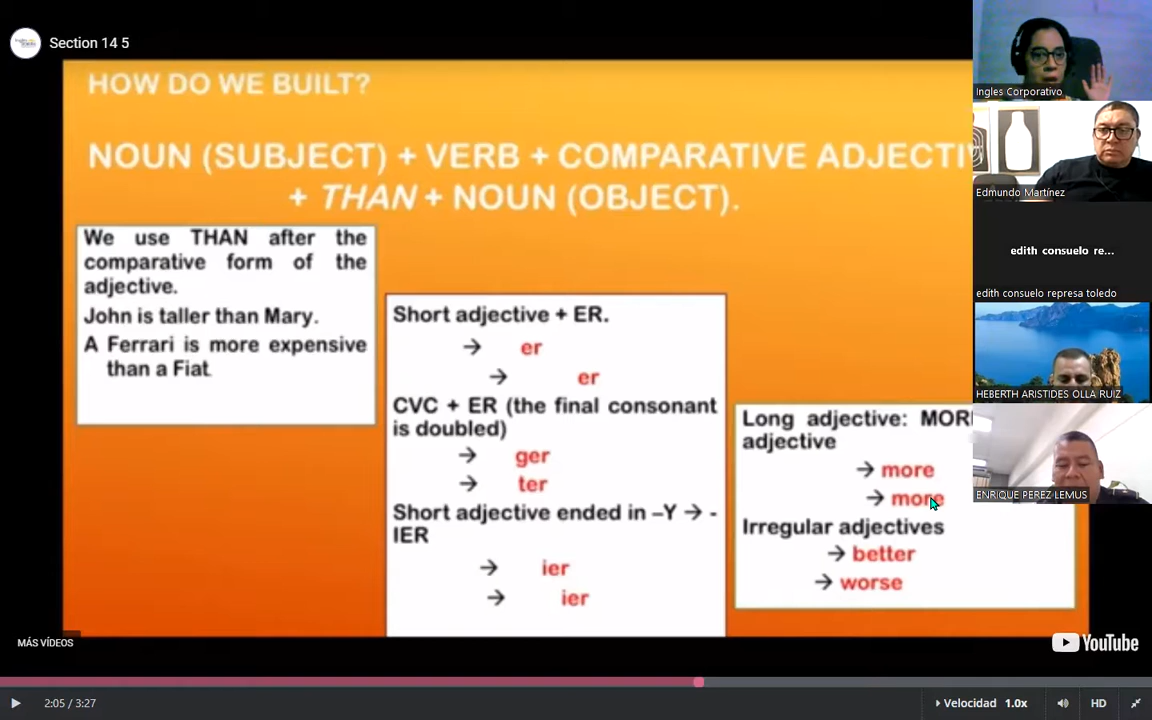 Section 14 5
HOW DO WE BUILT?
NOUN (SUBJECT) + VERB + COMPARATIVE ADJECTI
+ THAN + NOUN (OBJECT).
We use THAN after the
comparative form of the
adjective.
John is taller than Mary.
A Ferrari is more expensive
than a Fiat.
Short adjective + ER.
→ er
→ er
CVC + ER (the final consonant
is doubled)
→ ger
→ ter
Short adjective ended in –Y → -
IER
→ ier
→ ier
Long adjective: MOR
adjective
→ more
→ more
Irregular adjectives
→ better
→ worse
Ingles Corporativo
Edmundo Martínez
edith consuelo re...
edith consuelo represa toledo
HEBERTH ARISTIDES OLLA RUIZ
ENRIQUE PEREZ LEMUS
MÁS VÍDEOS
YouTube
2:05 / 3:27
Velocidad 1.0x
HD